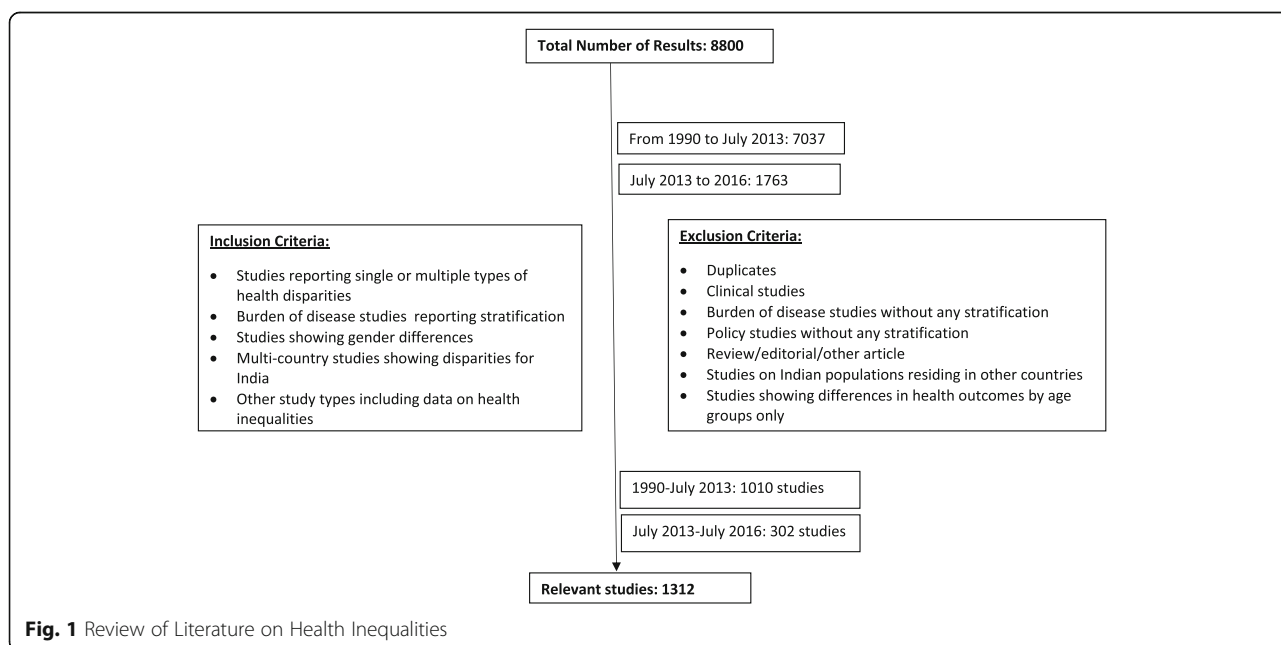 Total Number of Results: 8800
From 1990 to July 2013: 7037
July 2013 to 2016: 1763
Inclusion Criteria:
• Studies reporting single or multiple types of
health disparities
• Burden of disease studies reporting stratification
• Studies showing gender differences
• Multi-country studies showing disparities for
India
• Other study types including data on health
inequalities
Exclusion Criteria:
• Duplicates
• Clinical studies
• Burden of disease studies without any stratification
• Policy studies without any stratification
• Review/editorial/other article
• Studies on Indian populations residing in other countries
• Studies showing differences in health outcomes by age
groups only
1990-July 2013: 1010 studies
July 2013-July 2016: 302 studies
Relevant studies: 1312
Fig. 1 Review of Literature on Health Inequalities